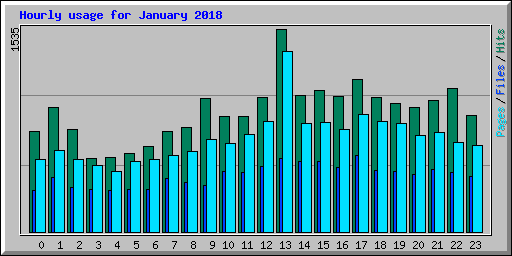 Hourly usage for January 2018
1535
Pages/Files/Hits
0 1 2 3 4 5 6 7 8 9 10 11 12 13 14 15 16 17 18 19 20 21 22 23